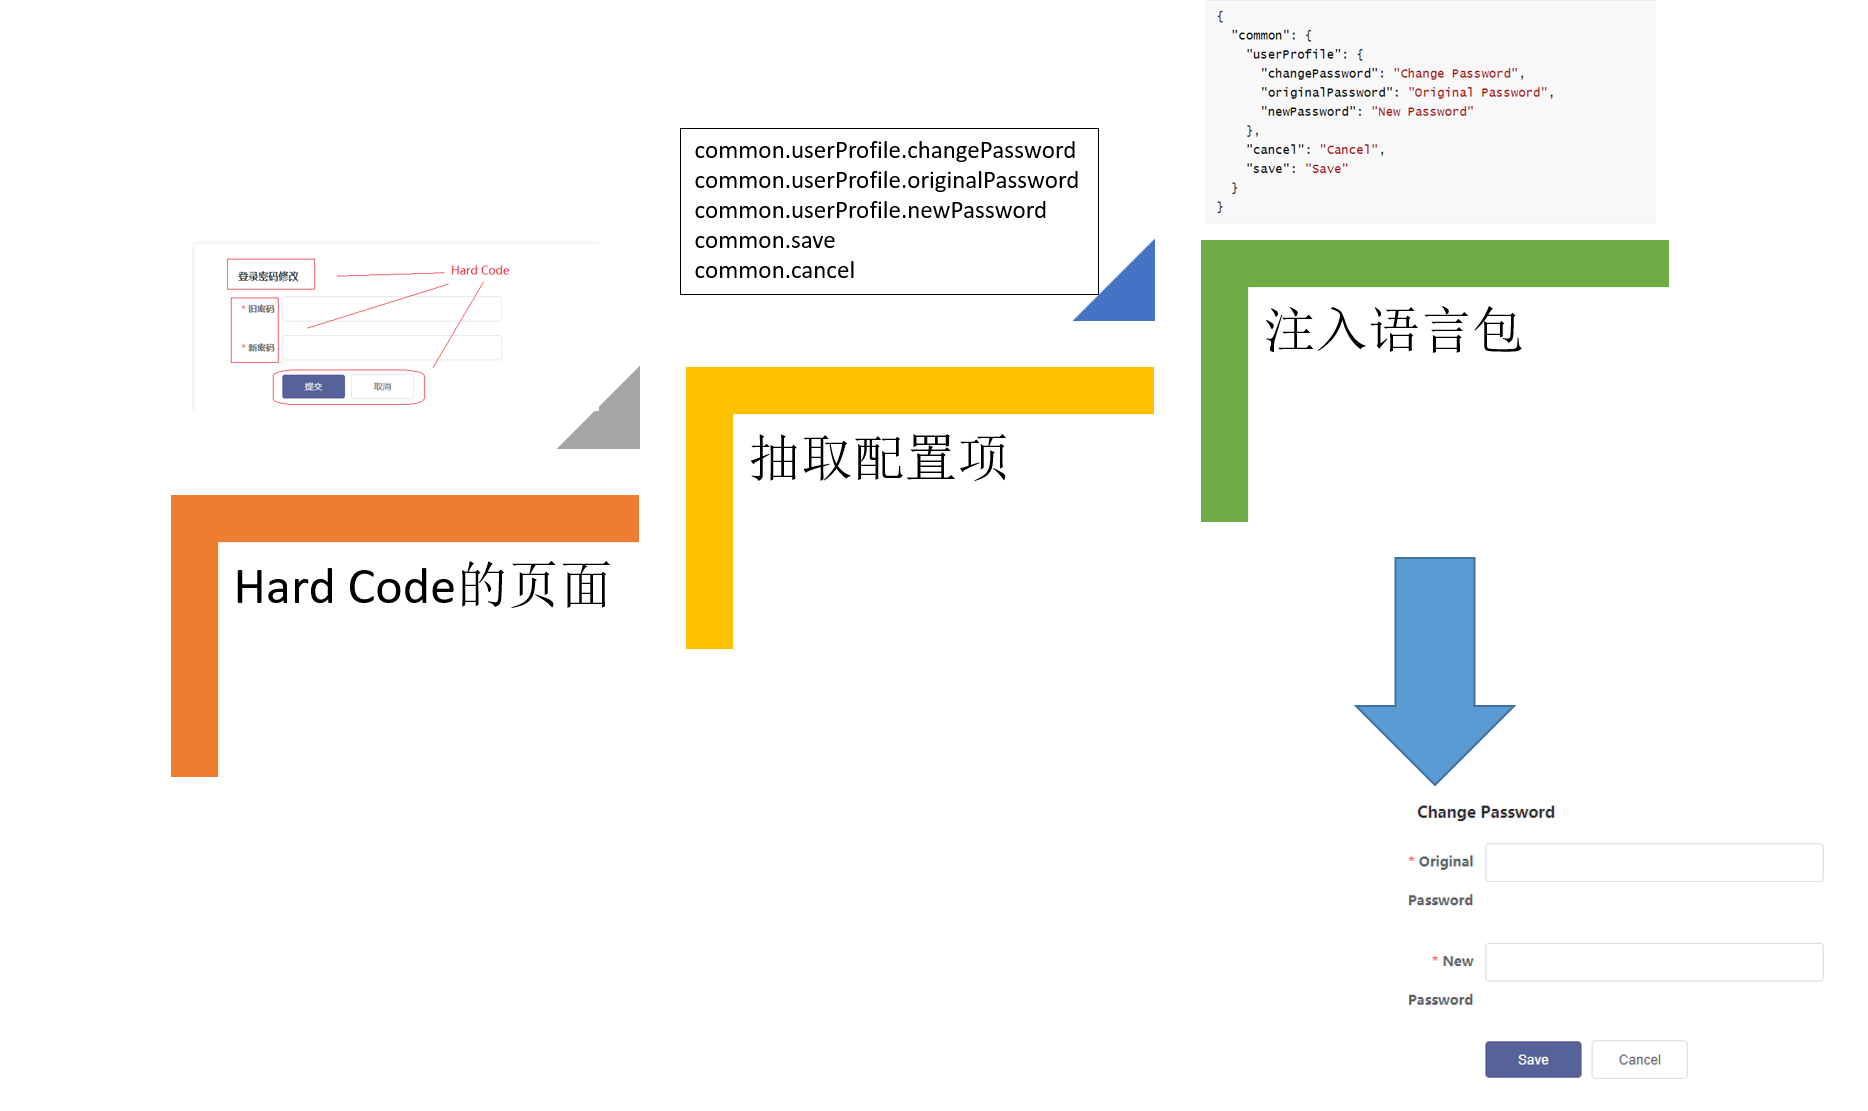 登录密码修改
Hard Code
* 旧密码
* 新密码
提交
取消
Hard Code的页面
common.userProfile.changePassword
common.userProfile.originalPassword
common.userProfile.newPassword
common.save
common.cancel
抽取配置项
{
"common": {
"userProfile": {
"changePassword": "Change Password",
"originalPassword": "Original Password",
"newPassword": "New Password"
},
"cancel": "Cancel",
"save": "Save"
}
}
注入语言包
Change Password
* Original
Password
* New
Password
Save
Cancel